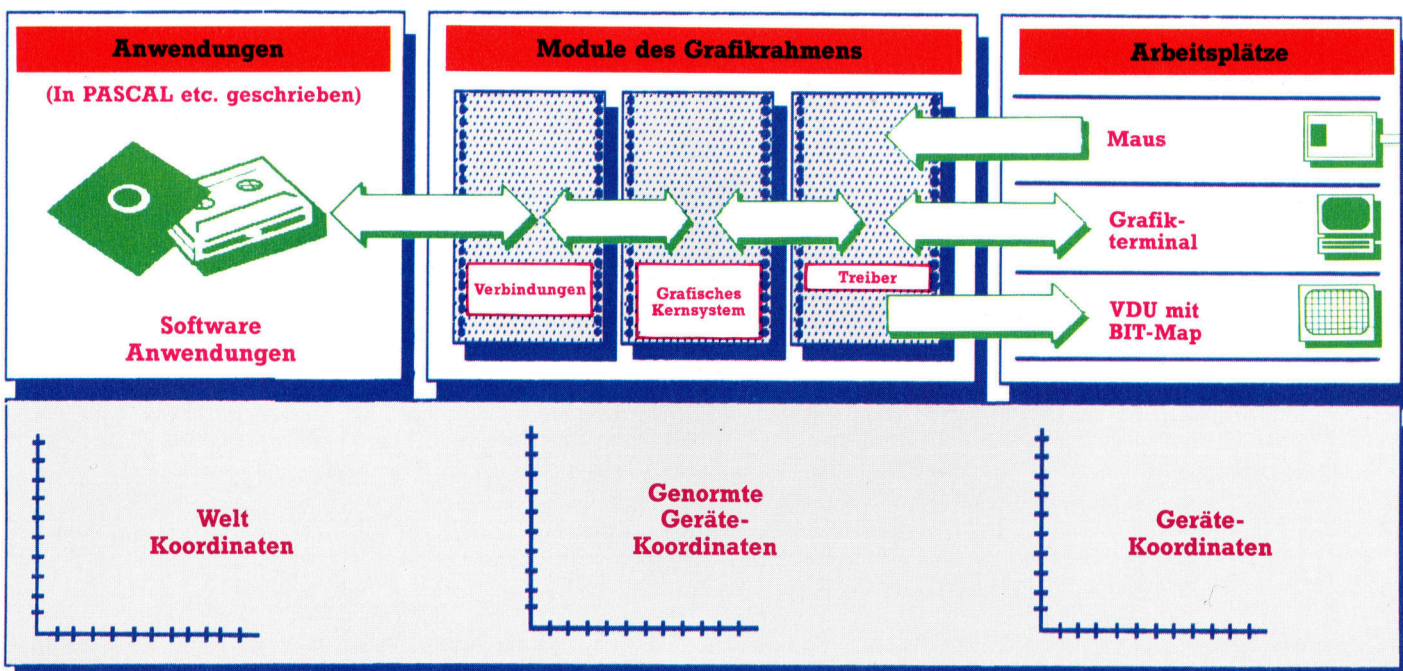 Anwendungen
(In PASCAL etc. geschrieben)
Software
Anwendungen
Module des Grafikrahmens
Verbindungen
Grafisches
Kernsystem
Treiber
Arbeitsplätze
Maus
Grafik-
terminal
VDU mit
BIT-Map
Welt
Koordinaten
Genormte
Geräte-
Koordinaten
Geräte-
Koordinaten